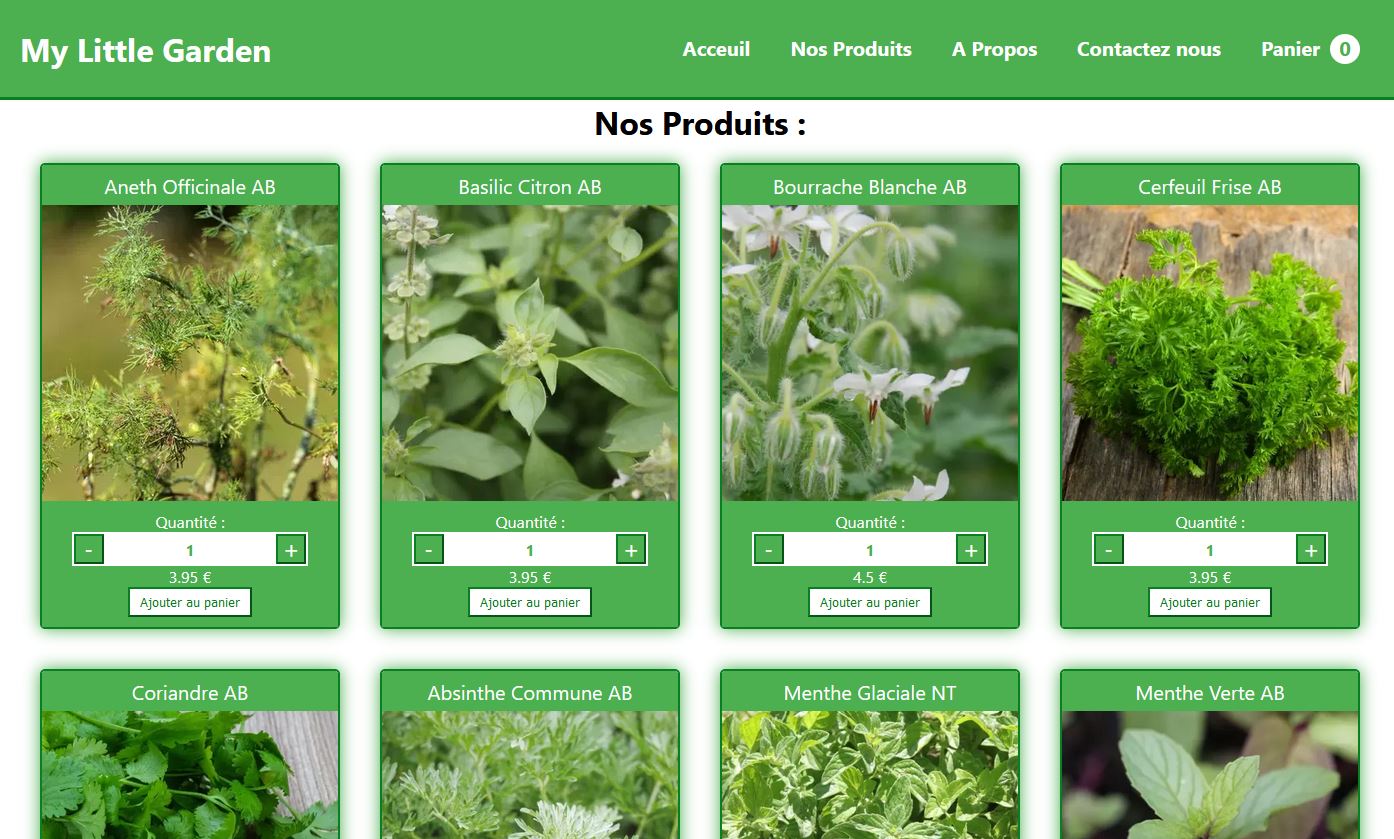 My Little Garden
Acceuil Nos Produits A Propos Contactez nous Panier 0
Nos Produits :
Aneth Officinale AB
Quantité :
- 1 +
3.95 €
Ajouter au panier
Basilic Citron AB
Quantité :
- 1 +
3.95 €
Ajouter au panier
Bourrache Blanche AB
Quantité :
- 1 +
4.5 €
Ajouter au panier
Cerfeuil Frise AB
Quantité :
- 1 +
3.95 €
Ajouter au panier
Coriandre AB
Absinthe Commune AB
Menthe Glaciale NT
Menthe Verte AB